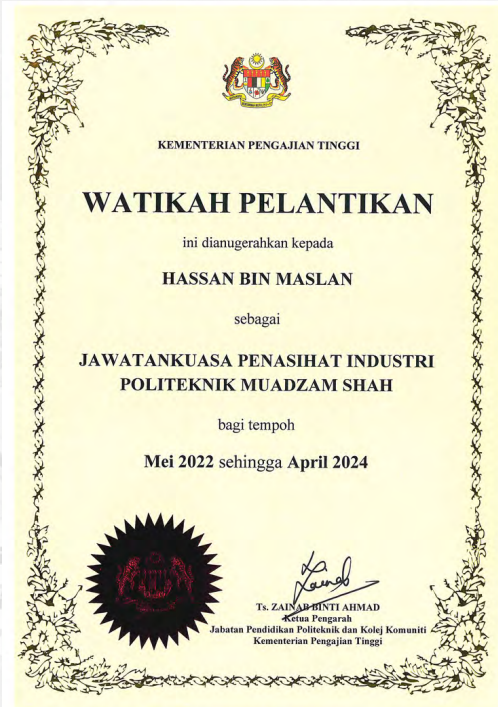 KEMENTERIAN PENGAJIAN TINGGI
WATIKAH PELANTIKAN
ini dianugerahkan kepada
HASSAN BIN MASLAN
sebagai
JAWATANKUASA PENASIHAT INDUSTRI
POLITEKNIK MUADZAM SHAH
bagi tempoh
Mei 2022 sehingga April 2024
Ts. ZAINAB BINTI AHMAD
Ketua Pengarah
Jabatan Pendidikan Politeknik dan Kolej Komuniti
Kementerian Pengajian Tinggi